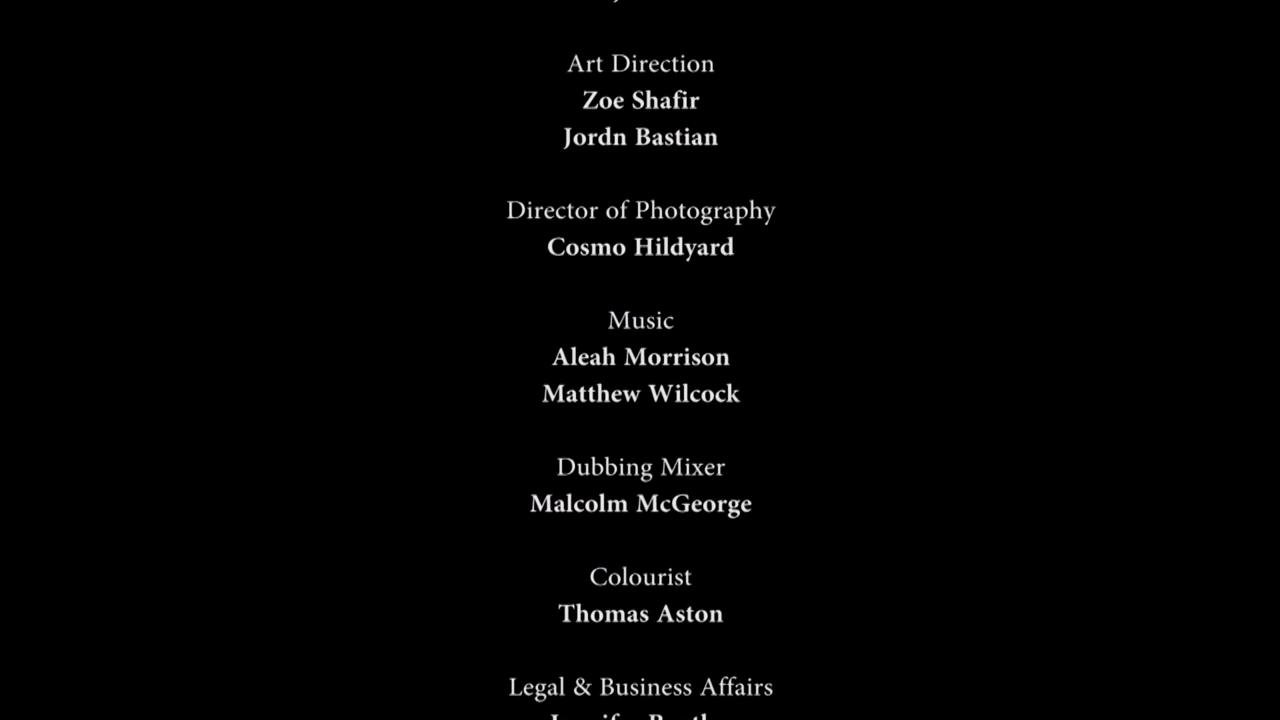 Art Direction
Zoe Shafir
Jordn Bastian
Director of Photography
Cosmo Hildyard
Music
Aleah Morrison
Matthew Wilcock
Dubbing Mixer
Malcolm McGeorge
Colourist
Thomas Aston
Legal & Business Affairs